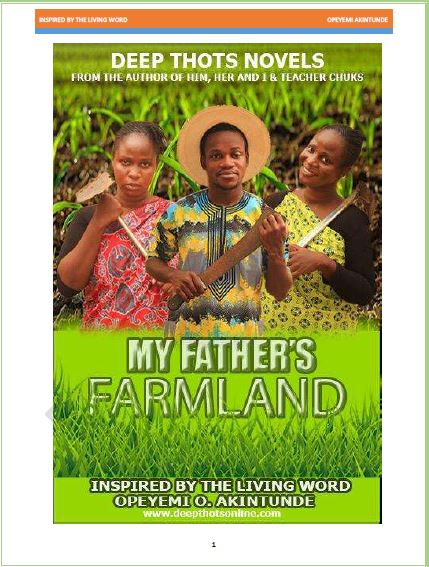 INSPIRED BY THE LIVING WORD OPEYEMI AKINTUNDE
DEEP THOTS NOVELS
FROM THE AUTHOR OF HIM, HER AND I & TEACHER CHUKS
MY FATHER'S
FARMLAND
INSPIRED BY THE LIVING WORD
OPEYEMI O. AKINTUNDE
www.deepthotsonline.com
1